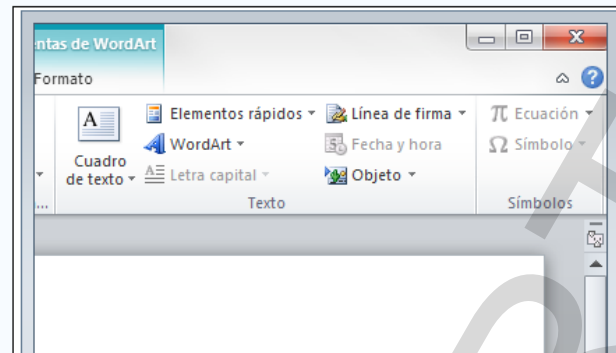 ntas de WordArt
Formato
Elementos rápidos
Línea de firma
π Ecuación
A
WordArt
Fecha y hora
Ω Símbolo
Cuadro
de texto
Letra capital
Objeto
...
Texto
Símbolos